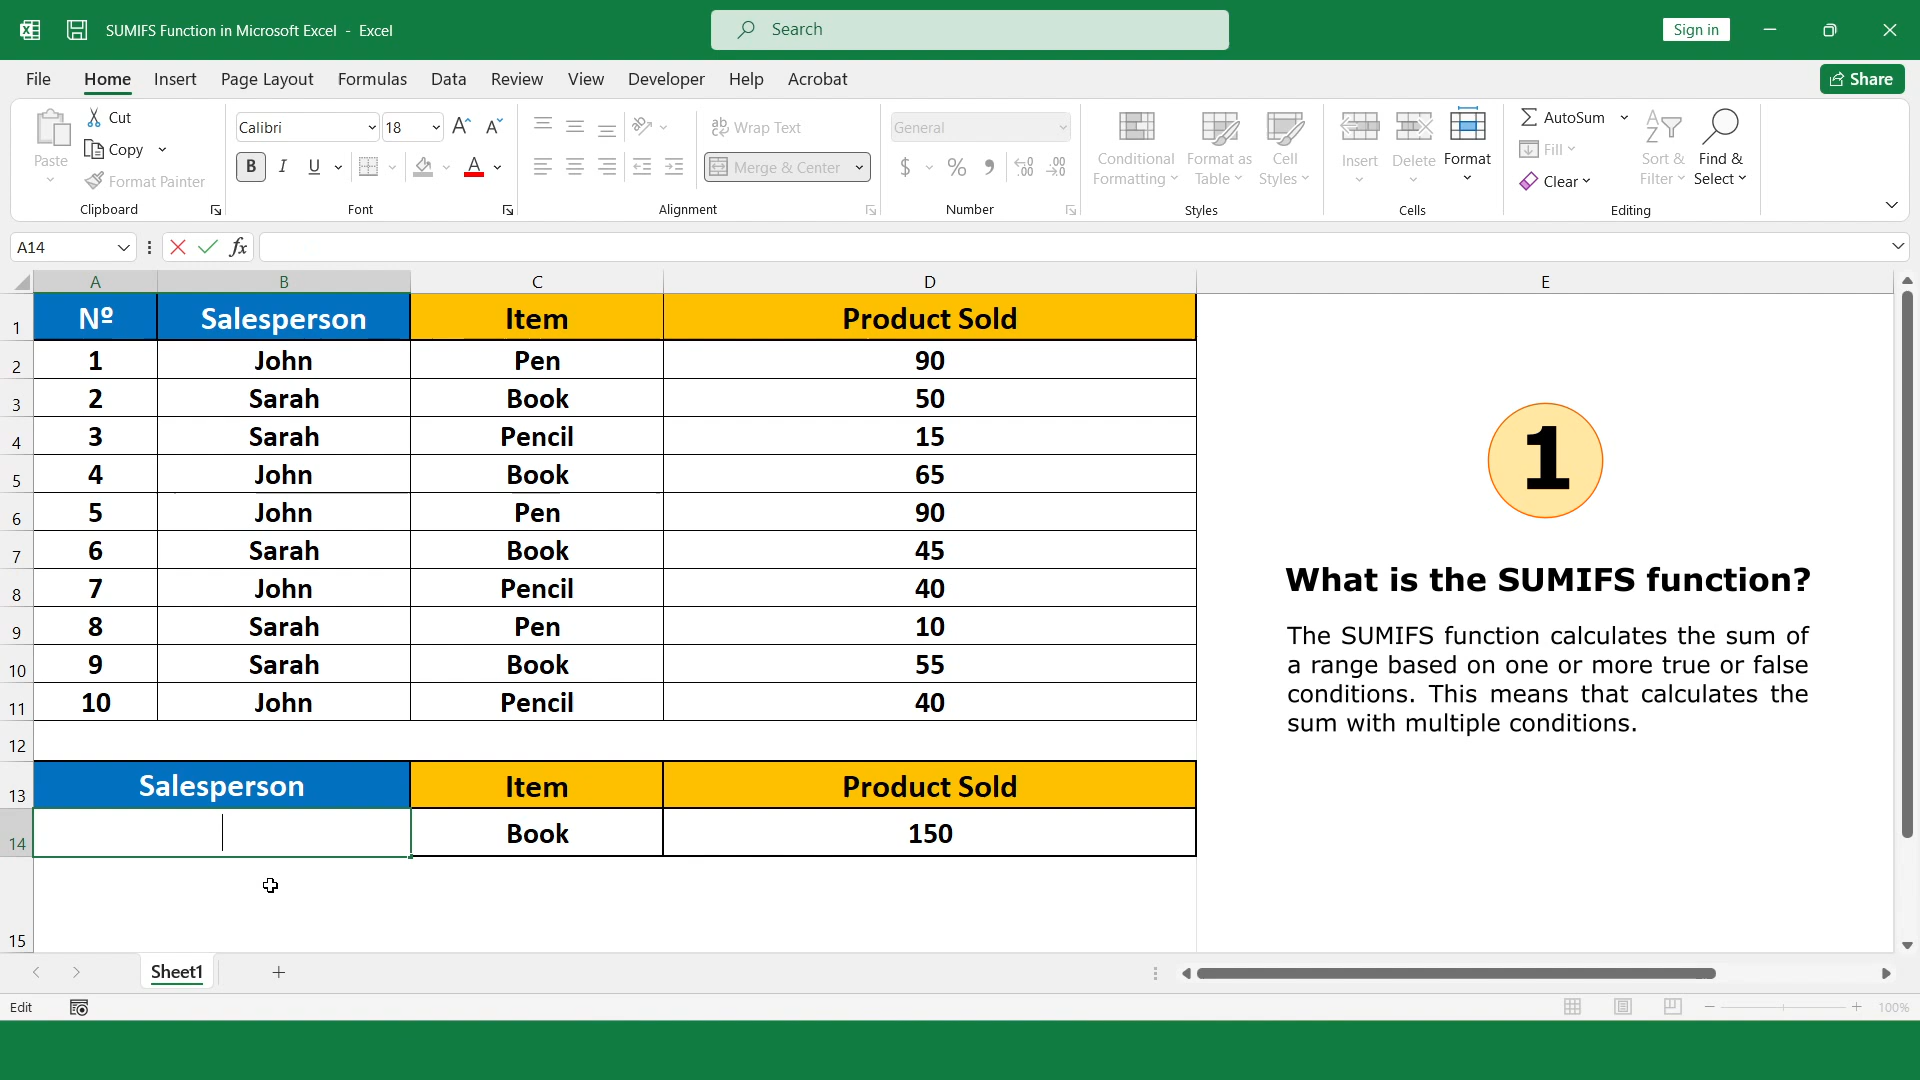 SUMIFS Function in Microsoft Excel - Excel
Search
Sign in
File Home Insert Page Layout Formulas Data Review View Developer Help Acrobat
Share
Paste
Cut
Copy
Format Painter
Clipboard
Calibri 18
B I U A
Font
ab Wrap Text
Merge & Center
Alignment
General
$ % 9 .00 .00
Number
Conditional Formatting
Format as Table
Cell Styles
Styles
Insert Delete Format
Cells
AutoSum
Fill
Clear
Sort & Filter
Find & Select
Editing
A14 fx
A B C D E
1 Nº Salesperson Item Product Sold
2 1 John Pen 90
3 2 Sarah Book 50
4 3 Sarah Pencil 15
5 4 John Book 65
6 5 John Pen 90
7 6 Sarah Book 45
8 7 John Pencil 40
9 8 Sarah Pen 10
10 9 Sarah Book 55
11 10 John Pencil 40
12
13 Salesperson Item Product Sold
14 Book 150
15
1
What is the SUMIFS function?
The SUMIFS function calculates the sum of
a range based on one or more true or false
conditions. This means that calculates the
sum with multiple conditions.
Sheet1
Edit
100%